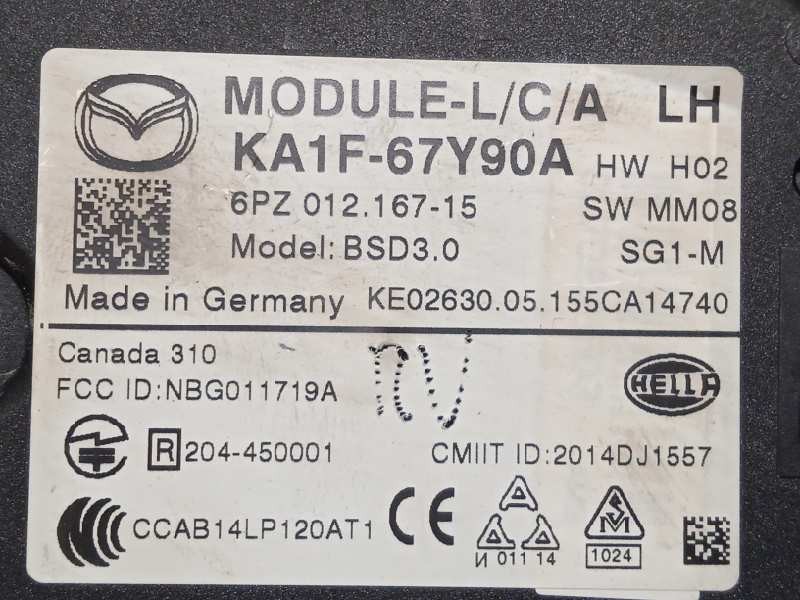 MODULE-L/C/A LH
KA1F-67Y90A HW H02
6PZ 012.167-15 SW MM08
Model: BSD3.0 SG1-M
Made in Germany KE02630.05.155CA14740
Canada 310
FCC ID:NBG011719A
HELLA
R 204-450001 CMIIT ID:2014DJ1557
CCAB14LP120AT1 CE
И 011 14 1024